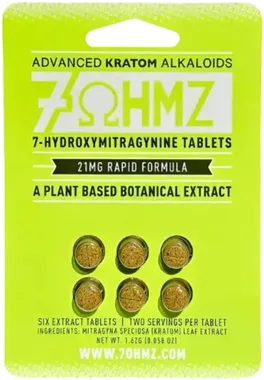 ADVANCED KRATOM ALKALOIDS
7ΩHMZ
7-HYDROXYMITRAGYNINE TABLETS
21MG RAPID FORMULA
A PLANT BASED BOTANICAL EXTRACT
SIX EXTRACT TABLETS | TWO SERVINGS PER TABLET
INGREDIENTS: MITRAGYNA SPECIOSA (KRATOM) LEAF EXTRACT
NET WT. 1.62G (0.058 OZ)
WWW.7OHMZ.COM